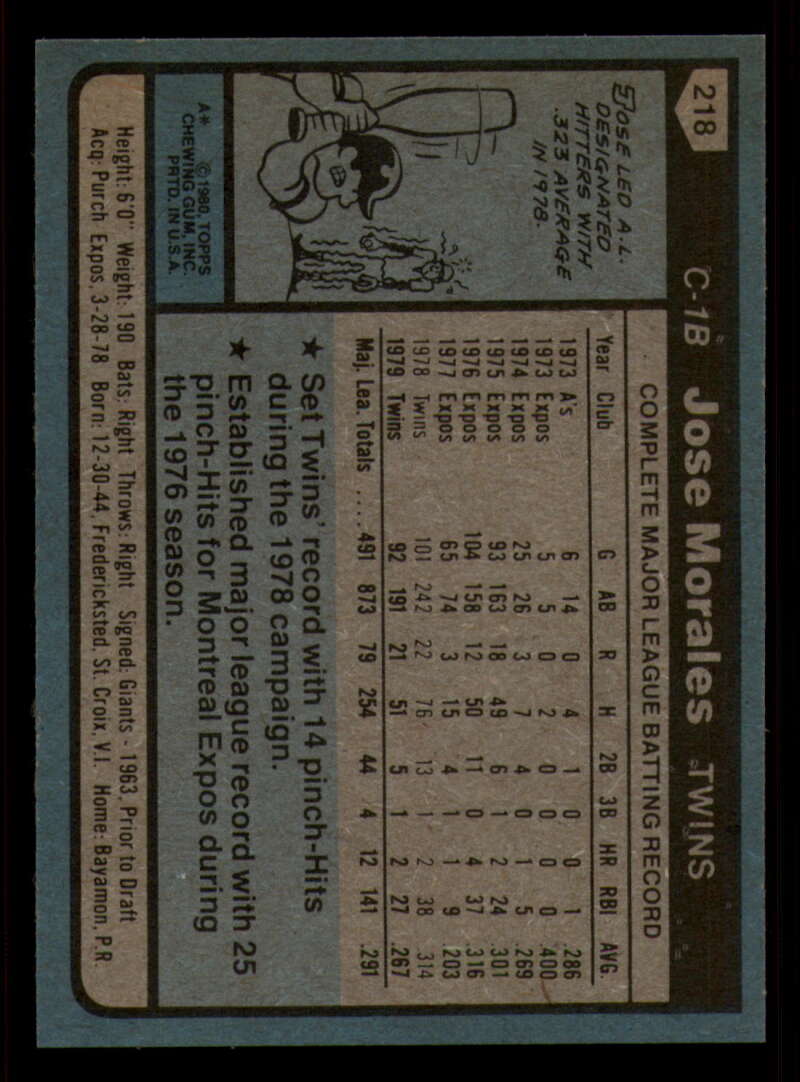 218 C-1B Jose Morales TWINS
JOSE LED A.L.
DESIGNATED
HITTERS WITH
.323 AVERAGE
IN 1978.
A* © 1980, TOPPS
CHEWING GUM, INC.
PRTD. IN U.S.A.
COMPLETE MAJOR LEAGUE BATTING RECORD
Year Club G AB R H 2B 3B HR RBI AVG.
1973 A's 6 14 0 4 1 0 0 1 .286
1973 Expos 5 5 0 2 0 0 0 0 .400
1974 Expos 25 26 3 7 4 0 1 5 .269
1975 Expos 93 163 18 49 6 1 2 24 .301
1976 Expos 104 158 12 50 11 0 4 37 .316
1977 Expos 65 74 3 15 4 1 1 9 .203
1978 Twins 101 242 22 76 13 1 2 38 .314
1979 Twins 92 191 21 51 5 1 2 27 .267
Maj. Lea. Totals .... 491 873 79 254 44 4 12 141 .291
★ Set Twins' record with 14 pinch-Hits
during the 1978 campaign.
★ Established major league record with 25
pinch-Hits for Montreal Expos during
the 1976 season.
Height: 6'0" Weight: 190 Bats: Right Throws: Right Signed: Giants - 1963, Prior to Draft
Acq: Purch Expos, 3-28-78 Born: 12-30-44, Fredericksted, St. Croix, V.I. Home: Bayamon, P.R.